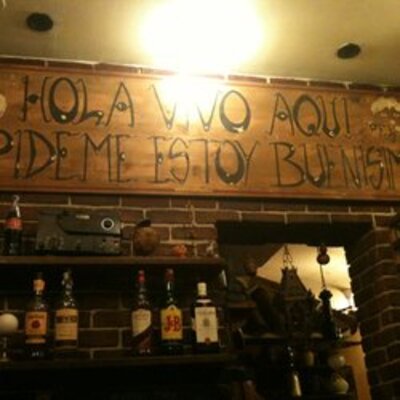 HOLA VIVO AQUI
PIDEME ESTOY BUENISIM
J&B